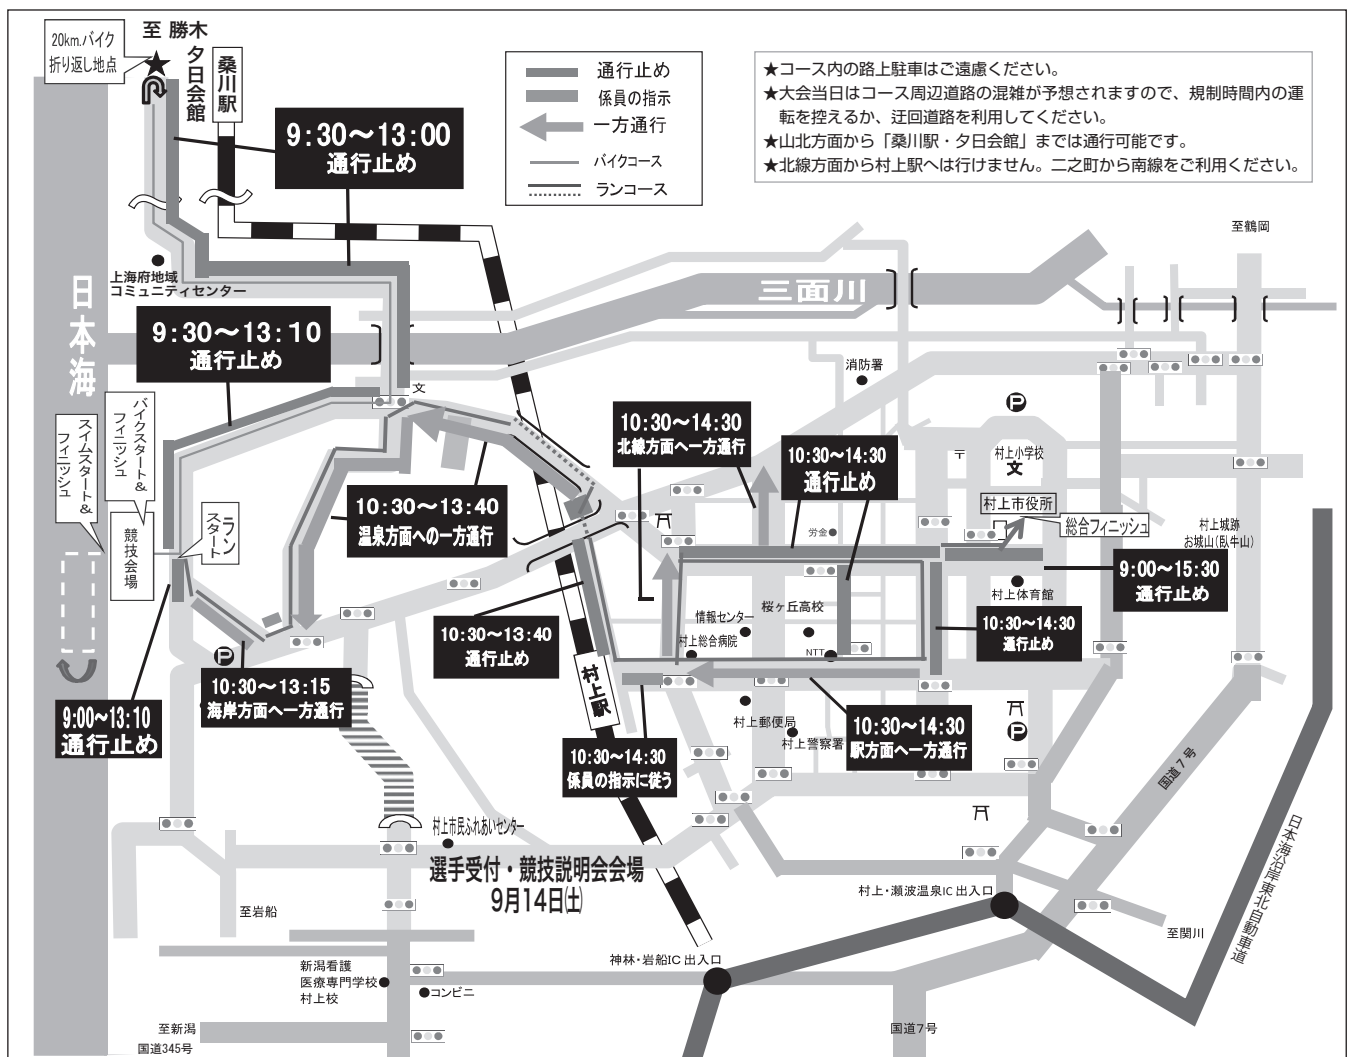 至 勝木
20km.バイク
折り返し地点
夕日会館
桑川駅
9:30〜13:00
通行止め
通行止め
係員の指示
一方通行
バイクコース
ランコース
★コース内の路上駐車はご遠慮ください。
★大会当日はコース周辺道路の混雑が予想されますので、規制時間内の運
転を控えるか、迂回道路を利用してください。
★山北方面から「桑川駅・夕日会館」までは通行可能です。
★北線方面から村上駅へは行けません。二之町から南線をご利用ください。
至鶴岡
上海府地域
コミュニティセンター
日本海
三面川
9:30〜13:10
通行止め
文
消防署
バイクスタート&
フィニッシュ
スイムスタート&
フィニッシュ
競技会場
ラン
スタート
10:30〜14:30
北線方面へ一方通行
10:30〜14:30
通行止め
〒
村上小学校
文
村上市役所
総合フィニッシュ
村上城跡
お城山(臥牛山)
10:30〜13:40
温泉方面への一方通行
労金
9:00〜15:30
通行止め
村上体育館
桜ヶ丘高校
情報センター
村上総合病院
NTT
10:30〜14:30
通行止め
10:30〜13:40
通行止め
P
P
P
10:30〜13:15
海岸方面へ一方通行
9:00〜13:10
通行止め
村上駅
村上郵便局
村上警察署
10:30〜14:30
駅方面へ一方通行
10:30〜14:30
係員の指示に従う
国道7号
日本海沿岸東北自動車道
村上市民ふれあいセンター
選手受付・競技説明会会場
9月14日㈯
村上・瀬波温泉IC 出入口
至岩船
至関川
神林・岩船IC 出入口
新潟看護
医療専門学校
村上校
コンビニ
至新潟
国道345号
国道7号